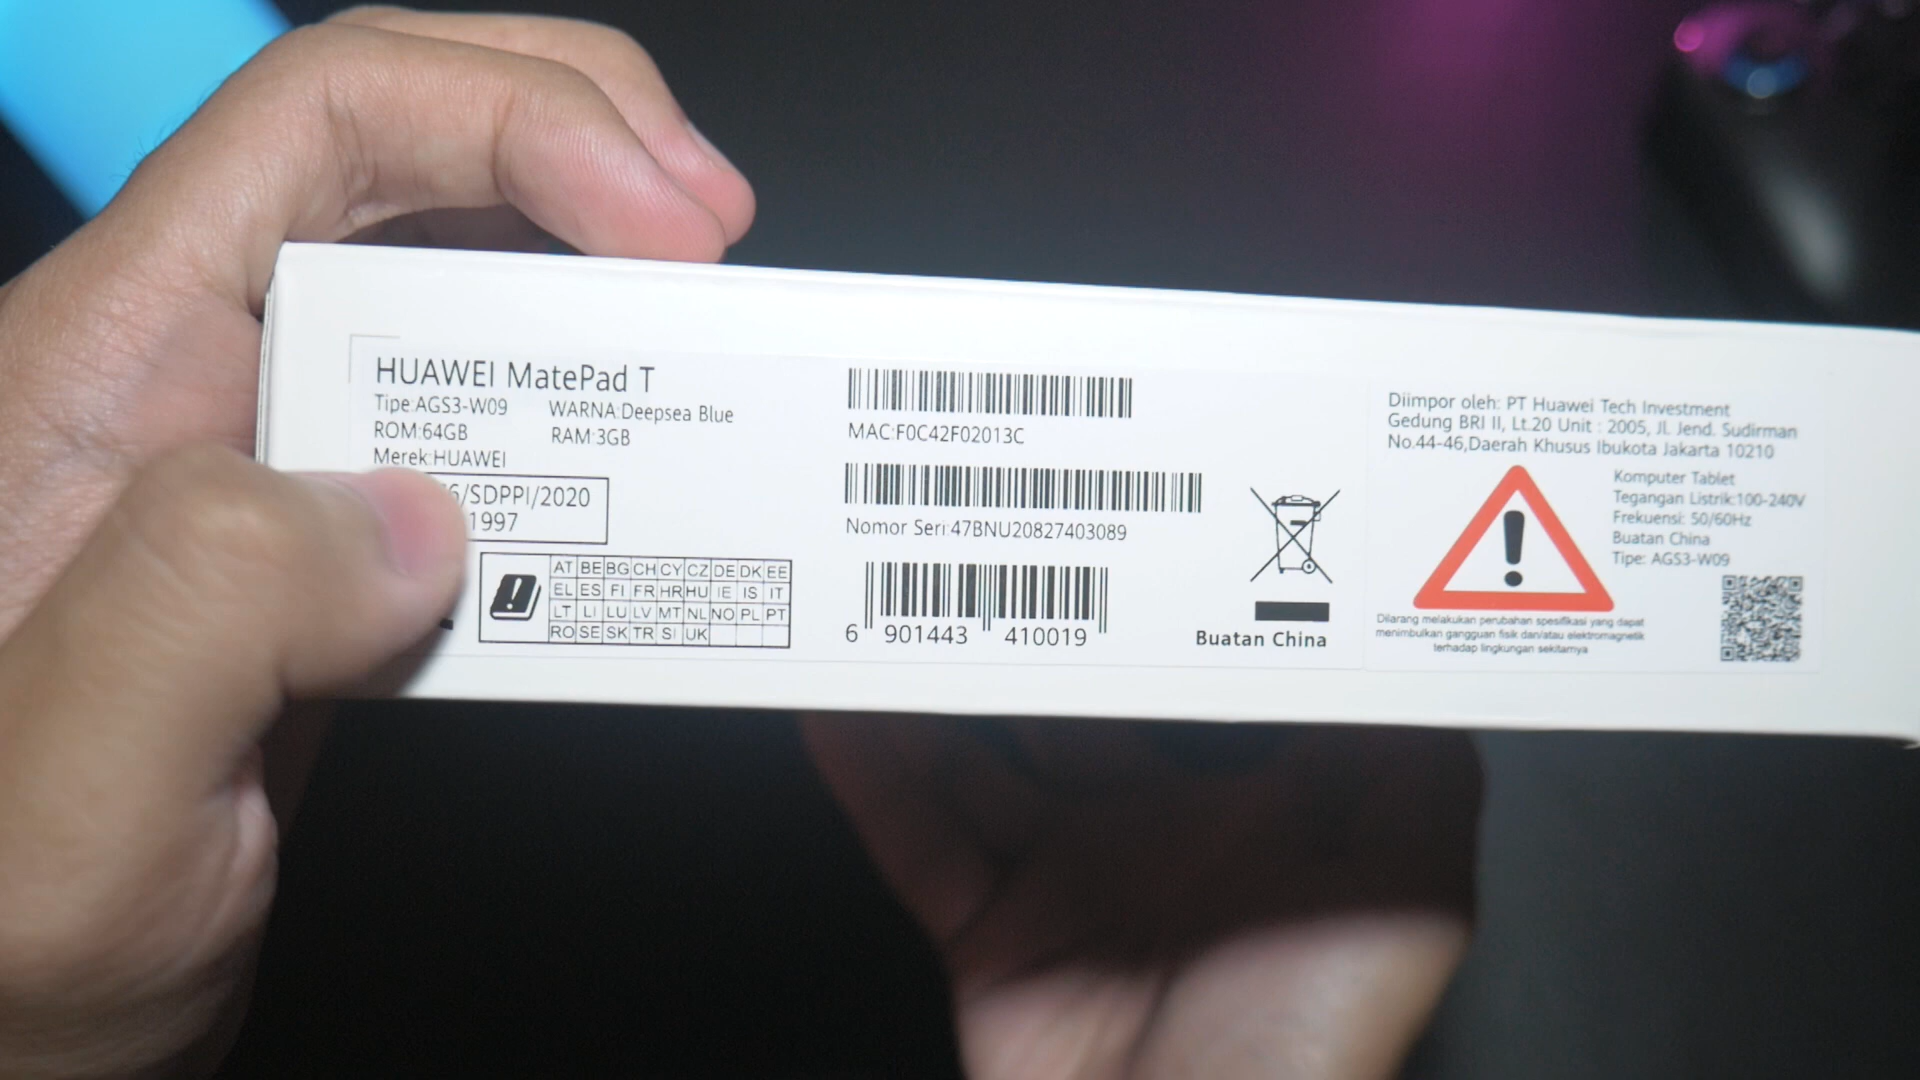 HUAWEI MatePad T
Tipe:AGS3-W09 WARNA:Deepsea Blue
ROM:64GB RAM:3GB
Merek:HUAWEI
6/SDPPI/2020
1997
AT BE BG CH CY CZ DE DK EE
EL ES FI FR HR HU IE IS IT
LT LI LU LV MT NL NO PL PT
RO SE SK TR SI UK
MAC:F0C42F02013C
Nomor Seri:47BNU20827403089
6 901443 410019
Buatan China
Diimpor oleh: PT Huawei Tech Investment
Gedung BRI II, Lt.20 Unit : 2005, Jl. Jend. Sudirman
No.44-46,Daerah Khusus Ibukota Jakarta 10210
Komputer Tablet
Tegangan Listrik:100-240V
Frekuensi: 50/60Hz
Buatan China
Tipe: AGS3-W09
Dilarang melakukan perubahan spesifikasi yang dapat
menimbulkan gangguan fisik dan/atau elektromagnetik
terhadap lingkungan sekitarnya